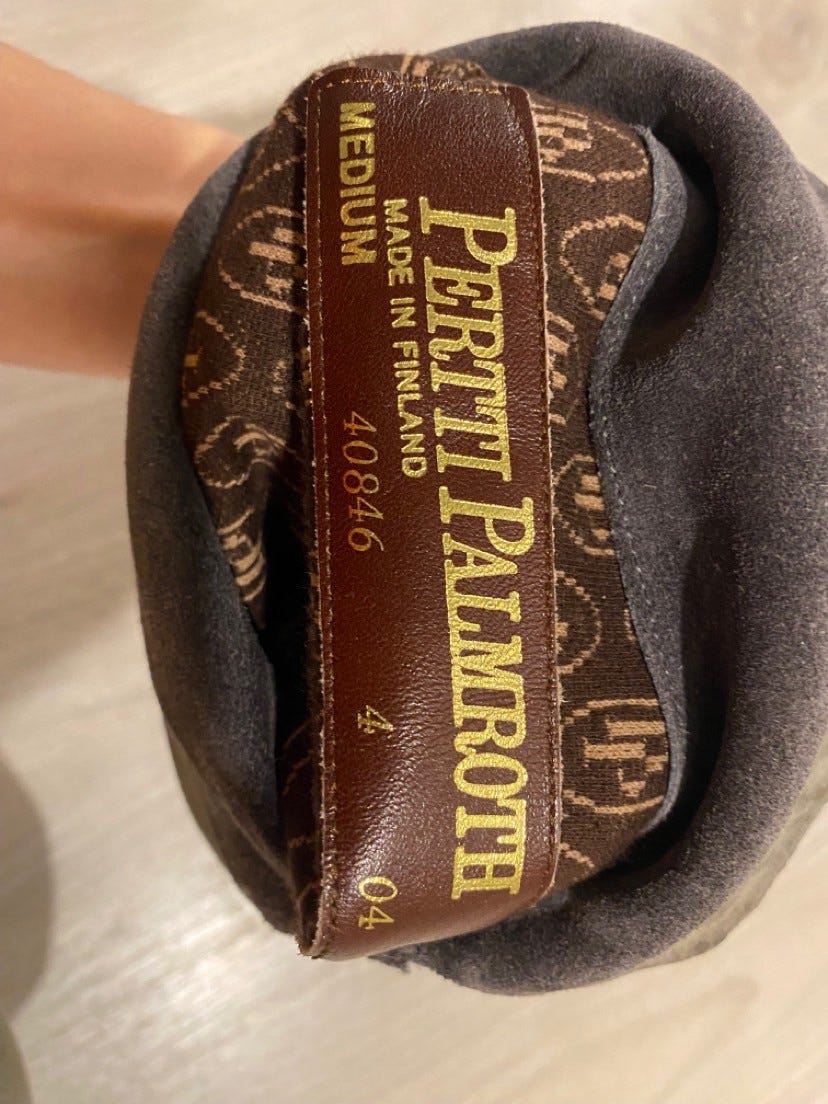 PERTTI PALMROTH
MADE IN FINLAND
MEDIUM 40846 4 04